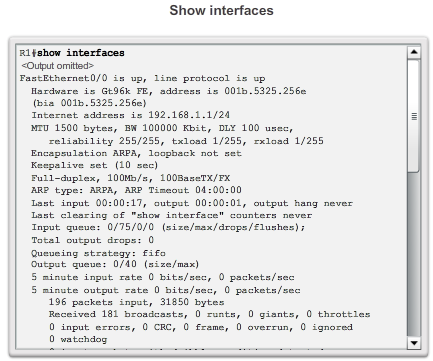 Show interfaces
R1#show interfaces
<Output omitted>
FastEthernet0/0 is up, line protocol is up
Hardware is Gt96k FE, address is 001b.5325.256e
(bia 001b.5325.256e)
Internet address is 192.168.1.1/24
MTU 1500 bytes, BW 100000 Kbit, DLY 100 usec,
reliability 255/255, txload 1/255, rxload 1/255
Encapsulation ARPA, loopback not set
Keepalive set (10 sec)
Full-duplex, 100Mb/s, 100BaseTX/FX
ARP type: ARPA, ARP Timeout 04:00:00
Last input 00:00:17, output 00:00:01, output hang never
Last clearing of "show interface" counters never
Input queue: 0/75/0/0 (size/max/drops/flushes);
Total output drops: 0
Queueing strategy: fifo
Output queue: 0/40 (size/max)
5 minute input rate 0 bits/sec, 0 packets/sec
5 minute output rate 0 bits/sec, 0 packets/sec
196 packets input, 31850 bytes
Received 181 broadcasts, 0 runts, 0 giants, 0 throttles
0 input errors, 0 CRC, 0 frame, 0 overrun, 0 ignored
0 watchdog